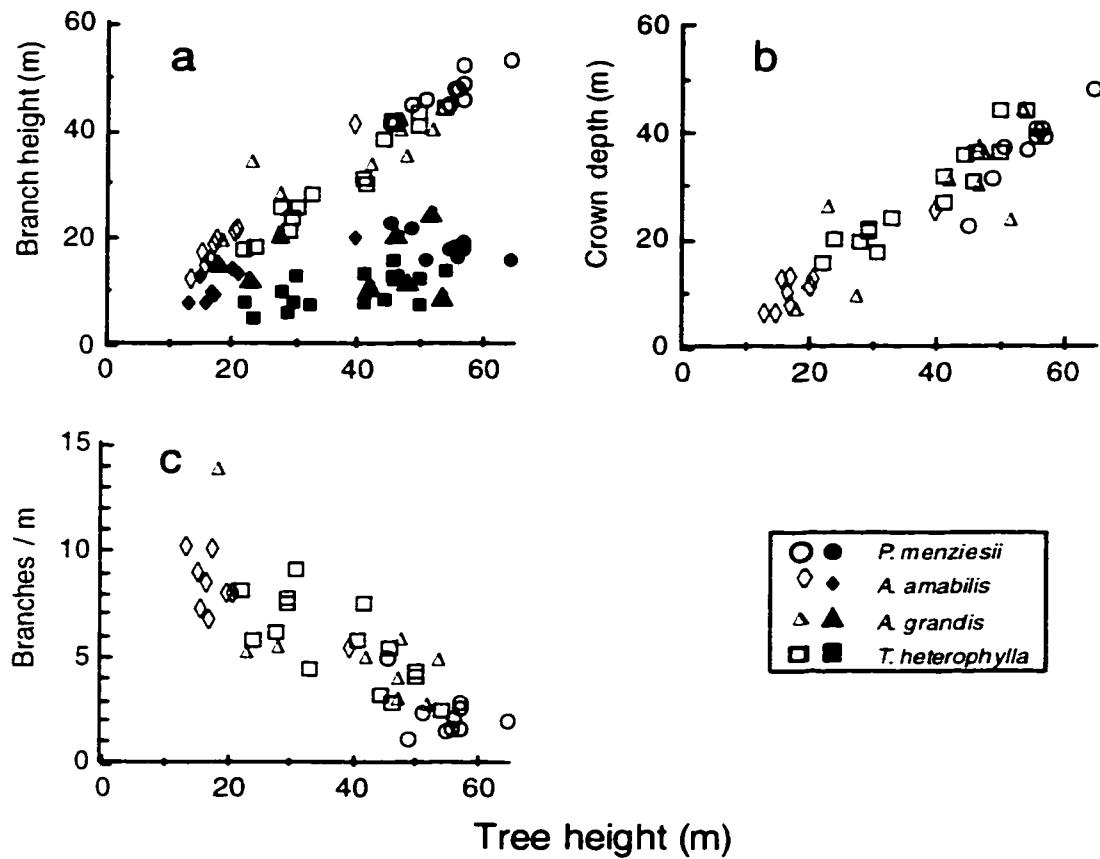 60
40
20
0
Branch height (m)
a
0 20 40 60
60
40
20
0
Crown depth (m)
b
0 20 40 60
15
10
5
0
Branches / m
c
0 20 40 60
Tree height (m)
P. menziesii
A. amabilis
A. grandis
T. heterophylla